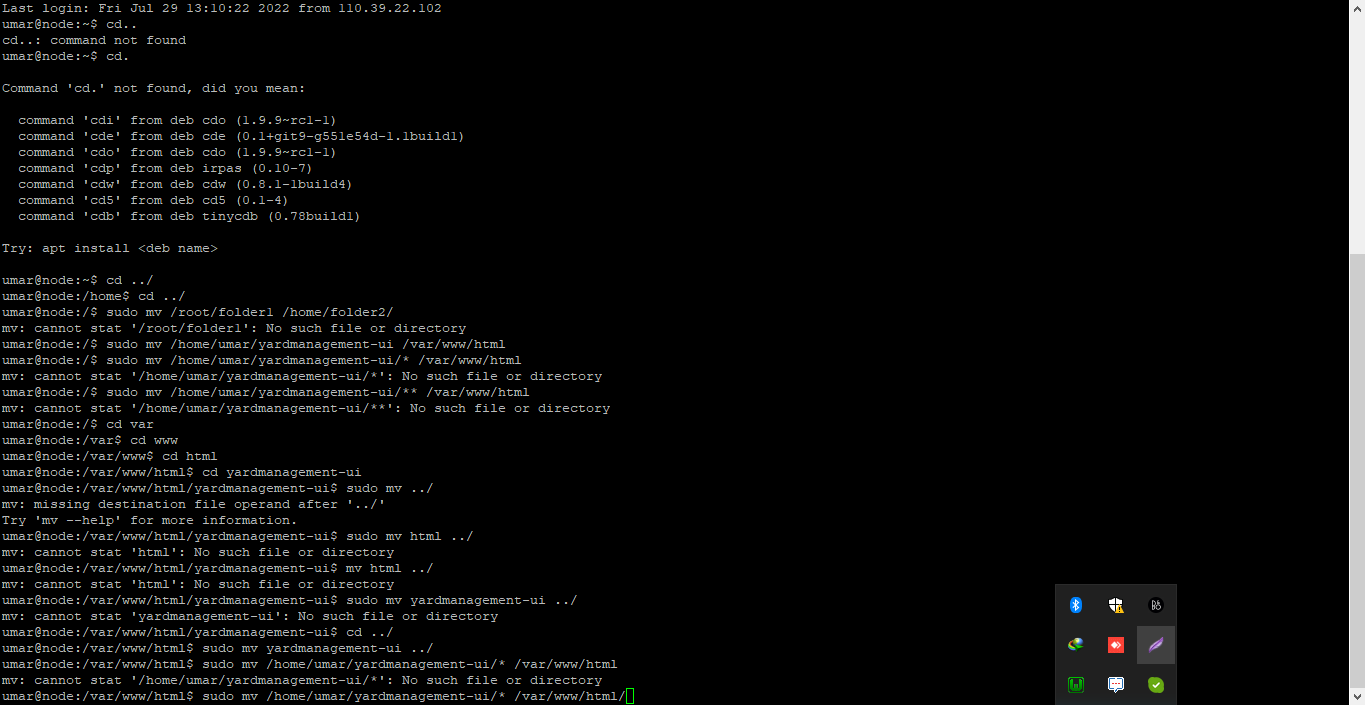 Last login: Fri Jul 29 13:10:22 2022 from 110.39.22.102
umar@node:~$ cd..
cd..: command not found
umar@node:~$ cd.
Command 'cd.' not found, did you mean:
  command 'cdi' from deb cdo (1.9.9~rc1-1)
  command 'cde' from deb cde (0.1+git9-g551e54d-1.1build1)
  command 'cdo' from deb cdo (1.9.9~rc1-1)
  command 'cdp' from deb irpas (0.10-7)
  command 'cdw' from deb cdw (0.8.1-1build4)
  command 'cd5' from deb cd5 (0.1-4)
  command 'cdb' from deb tinycdb (0.78build1)
Try: apt install <deb name>
umar@node:~$ cd ../
umar@node:/home$ cd ../
umar@node:/$ sudo mv /root/folder1 /home/folder2/
mv: cannot stat '/root/folder1': No such file or directory
umar@node:/$ sudo mv /home/umar/yardmanagement-ui /var/www/html
umar@node:/$ sudo mv /home/umar/yardmanagement-ui/* /var/www/html
mv: cannot stat '/home/umar/yardmanagement-ui/*': No such file or directory
umar@node:/$ sudo mv /home/umar/yardmanagement-ui/** /var/www/html
mv: cannot stat '/home/umar/yardmanagement-ui/**': No such file or directory
umar@node:/$ cd var
umar@node:/var$ cd www
umar@node:/var/www$ cd html
umar@node:/var/www/html$ cd yardmanagement-ui
umar@node:/var/www/html/yardmanagement-ui$ sudo mv ../
mv: missing destination file operand after '../'
Try 'mv --help' for more information.
umar@node:/var/www/html/yardmanagement-ui$ sudo mv html ../
mv: cannot stat 'html': No such file or directory
umar@node:/var/www/html/yardmanagement-ui$ mv html ../
mv: cannot stat 'html': No such file or directory
umar@node:/var/www/html/yardmanagement-ui$ sudo mv yardmanagement-ui ../
mv: cannot stat 'yardmanagement-ui': No such file or directory
umar@node:/var/www/html/yardmanagement-ui$ cd ../
umar@node:/var/www/html$ sudo mv yardmanagement-ui ../
umar@node:/var/www/html$ sudo mv /home/umar/yardmanagement-ui/* /var/www/html
mv: cannot stat '/home/umar/yardmanagement-ui/*': No such file or directory
umar@node:/var/www/html$ sudo mv /home/umar/yardmanagement-ui/* /var/www/html/